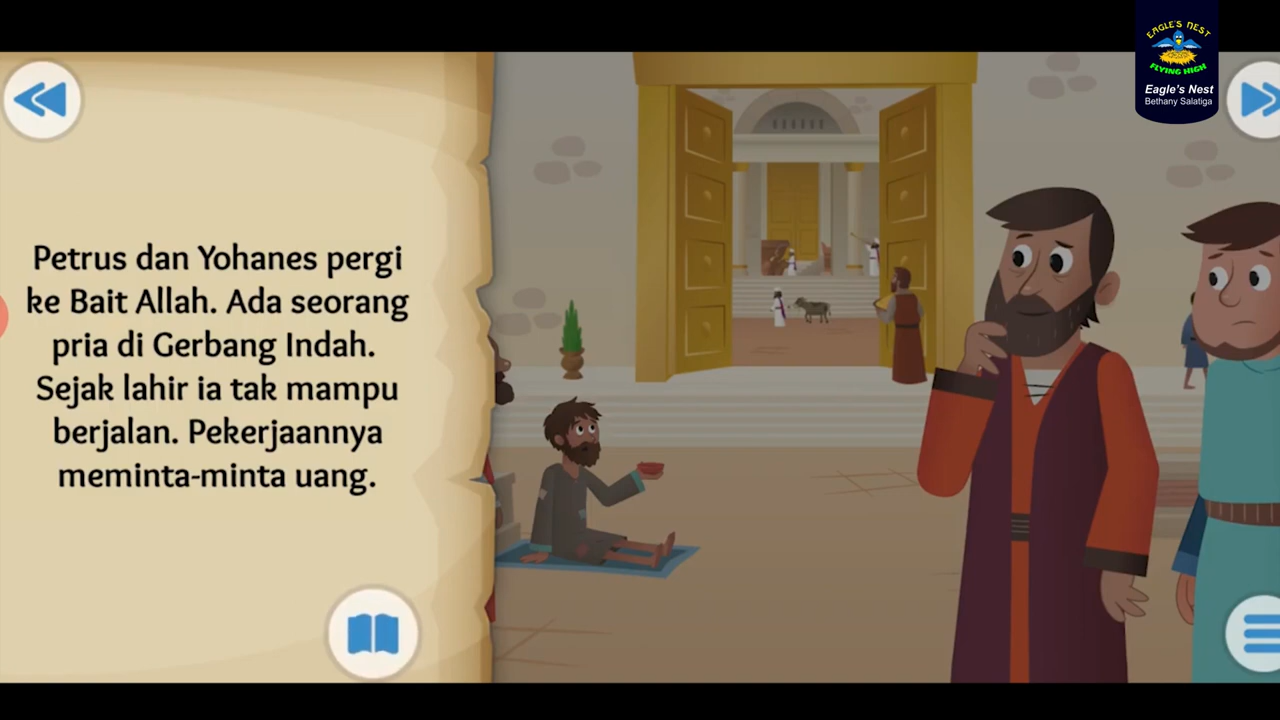 EAGLE'S NEST
FLYING HIGH
Eagle's Nest
Bethany Salatiga
Petrus dan Yohanes pergi
ke Bait Allah. Ada seorang
pria di Gerbang Indah.
Sejak lahir ia tak mampu
berjalan. Pekerjaannya
meminta-minta uang.